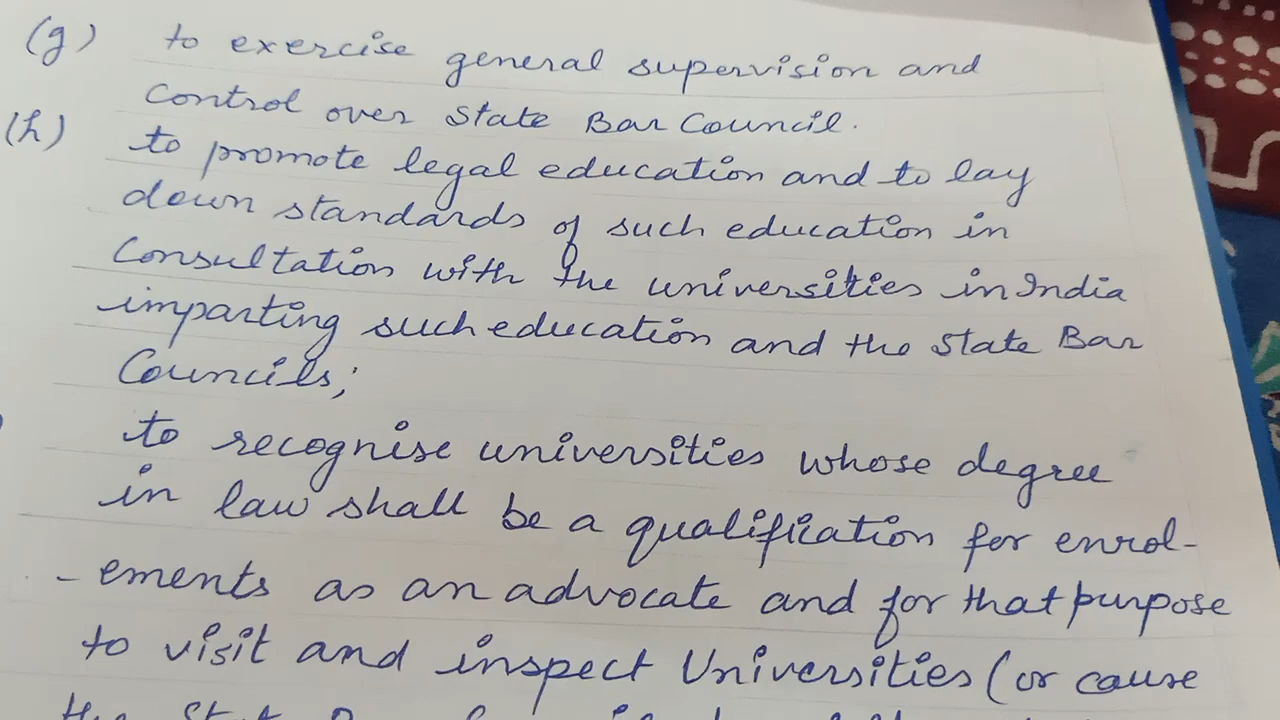 (g) to exercise general supervision and
control over State Bar Council.
(h) to promote legal education and to lay
down standards of such education in
Consultation with the universities in India
imparting such education and the State Bar
Councils;
to recognise universities whose degree
in law shall be a qualification for enrol-
- ements as an advocate and for that purpose
to visit and inspect Universities (or cause
the